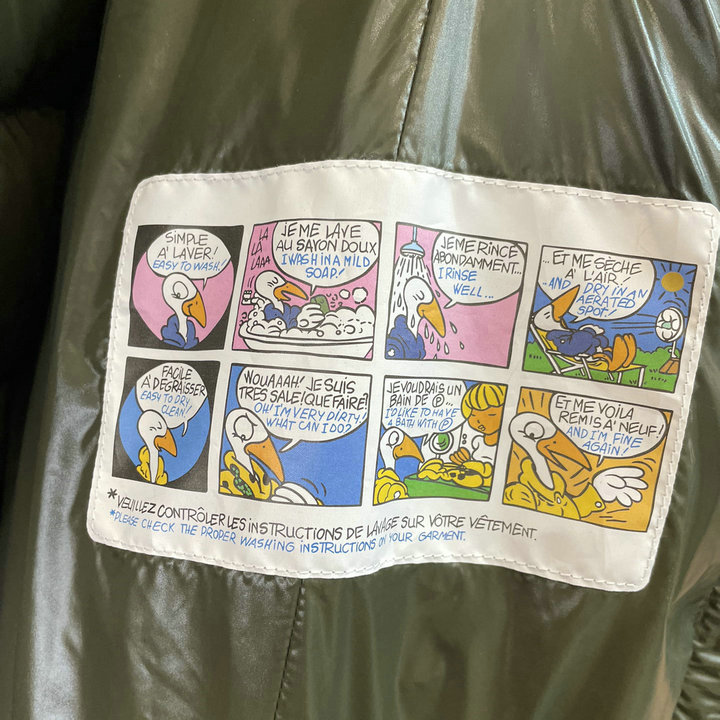 SIMPLE
A' LAVER!
EASY TO WASH!
LA
LA
LAAA
JE ME LAVE
AU SAVON DOUX
I WASH IN A MILD
SOAP!
JE ME RINCE
ABONDAMMENT...
I RINSE
WELL...
...ET ME SÈCHE
A' L'AIR
...AND DRY IN AN
AERATED
SPOT!
FACILE
A' DÉGRAISSER
EASY TO DRY
CLEAN!
WOUAAAH! JE SUIS
TRES SALE! QUE FAIRE?
OH! I'M VERY DIRTY!
WHAT CAN I DO?
JE VOUDRAIS UN
BAIN DE Ⓟ...
I'D LIKE TO HAVE
A BATH WITH Ⓟ
ET ME VOILA
REMIS A' NEUF!
AND I'M FINE
AGAIN!
*VEUILLEZ CONTRÔLER LES INSTRUCTIONS DE LAVAGE SUR VÔTRE VÊTEMENT.
*PLEASE CHECK THE PROPER WASHING INSTRUCTIONS ON YOUR GARMENT.